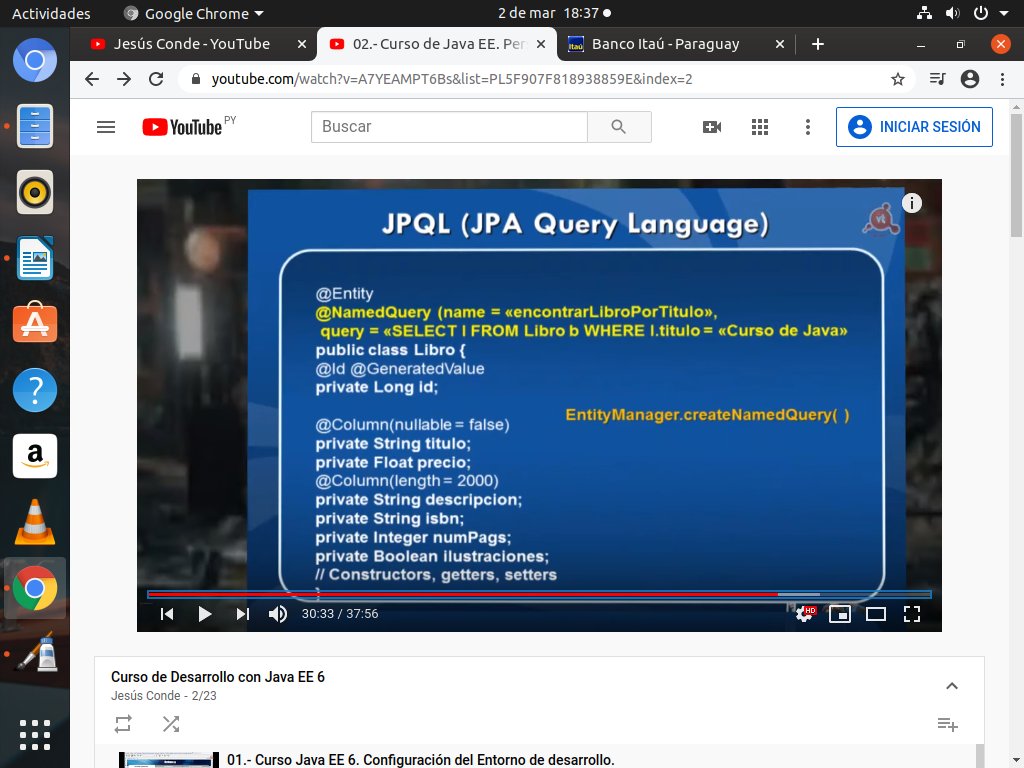 Actividades
Google Chrome
2 de mar 18:37
Jesús Conde - YouTube
02.- Curso de Java EE. Per
Itaú
Banco Itaú - Paraguay
youtube.com/watch?v=A7YEAMPT6Bs&list=PL5F907F818938859E&index=2
YouTube PY
Buscar
INICIAR SESIÓN
JPQL (JPA Query Language)
@Entity
@NamedQuery (name = «encontrarLibroPorTitulo»,
query = «SELECT l FROM Libro b WHERE l.titulo = «Curso de Java»
public class Libro {
@Id @GeneratedValue
private Long id;
EntityManager.createNamedQuery( )
@Column(nullable = false)
private String titulo;
private Float precio;
@Column(length = 2000)
private String descripcion;
private String isbn;
private Integer numPags;
private Boolean ilustraciones;
// Constructors, getters, setters
}
30:33 / 37:56
HD
Curso de Desarrollo con Java EE 6
Jesús Conde - 2/23
01.- Curso Java EE 6. Configuración del Entorno de desarrollo.